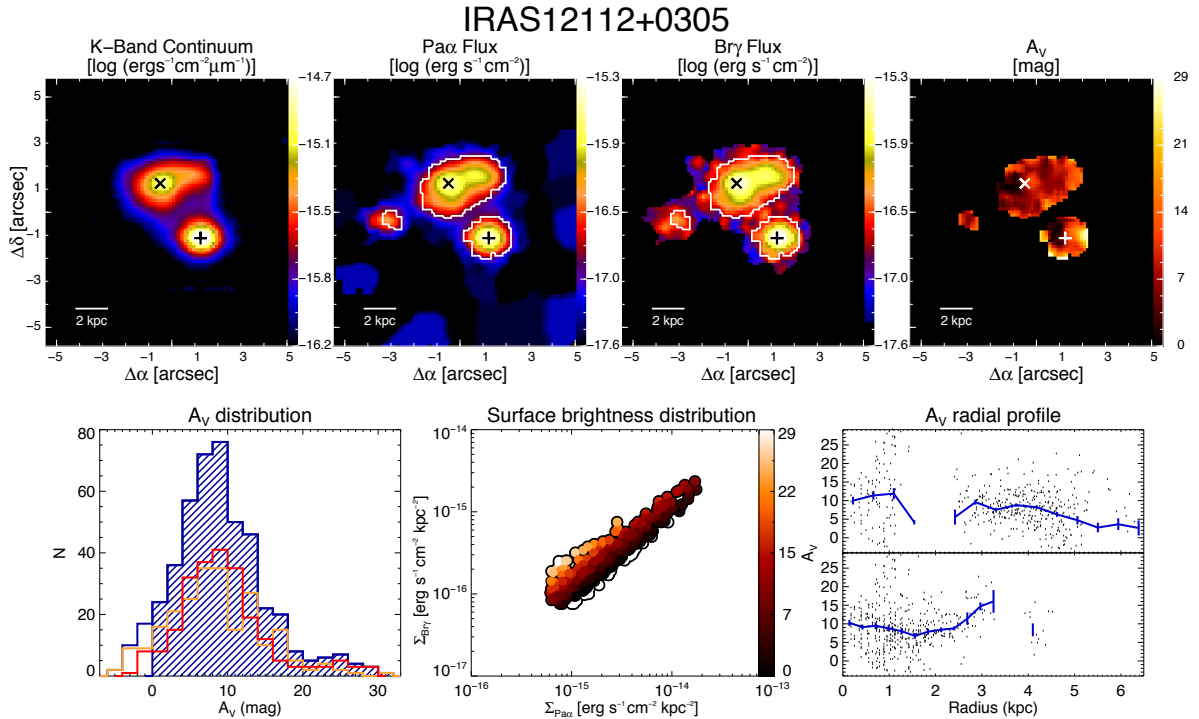 IRAS12112+0305
K−Band Continuum
[log (ergs⁻¹cm⁻²μm⁻¹)]
Paα Flux
[log (erg s⁻¹cm⁻²)]
Brγ Flux
[log (erg s⁻¹cm⁻²)]
A_V
[mag]
5 3 1 −1 −3 −5
Δδ [arcsec]
2 kpc
−5 −3 −1 1 3 5
Δα [arcsec]
−14.7 −15.1 −15.5 −15.8 −16.2
2 kpc
−5 −3 −1 1 3 5
Δα [arcsec]
−15.3 −15.9 −16.5 −17.0 −17.6
2 kpc
−5 −3 −1 1 3 5
Δα [arcsec]
−15.3 −15.9 −16.5 −17.0 −17.6
2 kpc
−5 −3 −1 1 3 5
Δα [arcsec]
29 22 14 7 0
A_V distribution
80 60 40 20 0
N
0 10 20 30
A_V (mag)
Surface brightness distribution
10⁻¹⁴ 10⁻¹⁵ 10⁻¹⁶ 10⁻¹⁷
Σ_Brγ [erg s⁻¹ cm⁻² kpc⁻²]
10⁻¹⁶ 10⁻¹⁵ 10⁻¹⁴ 10⁻¹³
Σ_Paα [erg s⁻¹ cm⁻² kpc⁻²]
29 22 15 7 0
A_V radial profile
A_V
25 20 15 10 5 0
25 20 15 10 5 0
0 1 2 3 4 5 6
Radius (kpc)